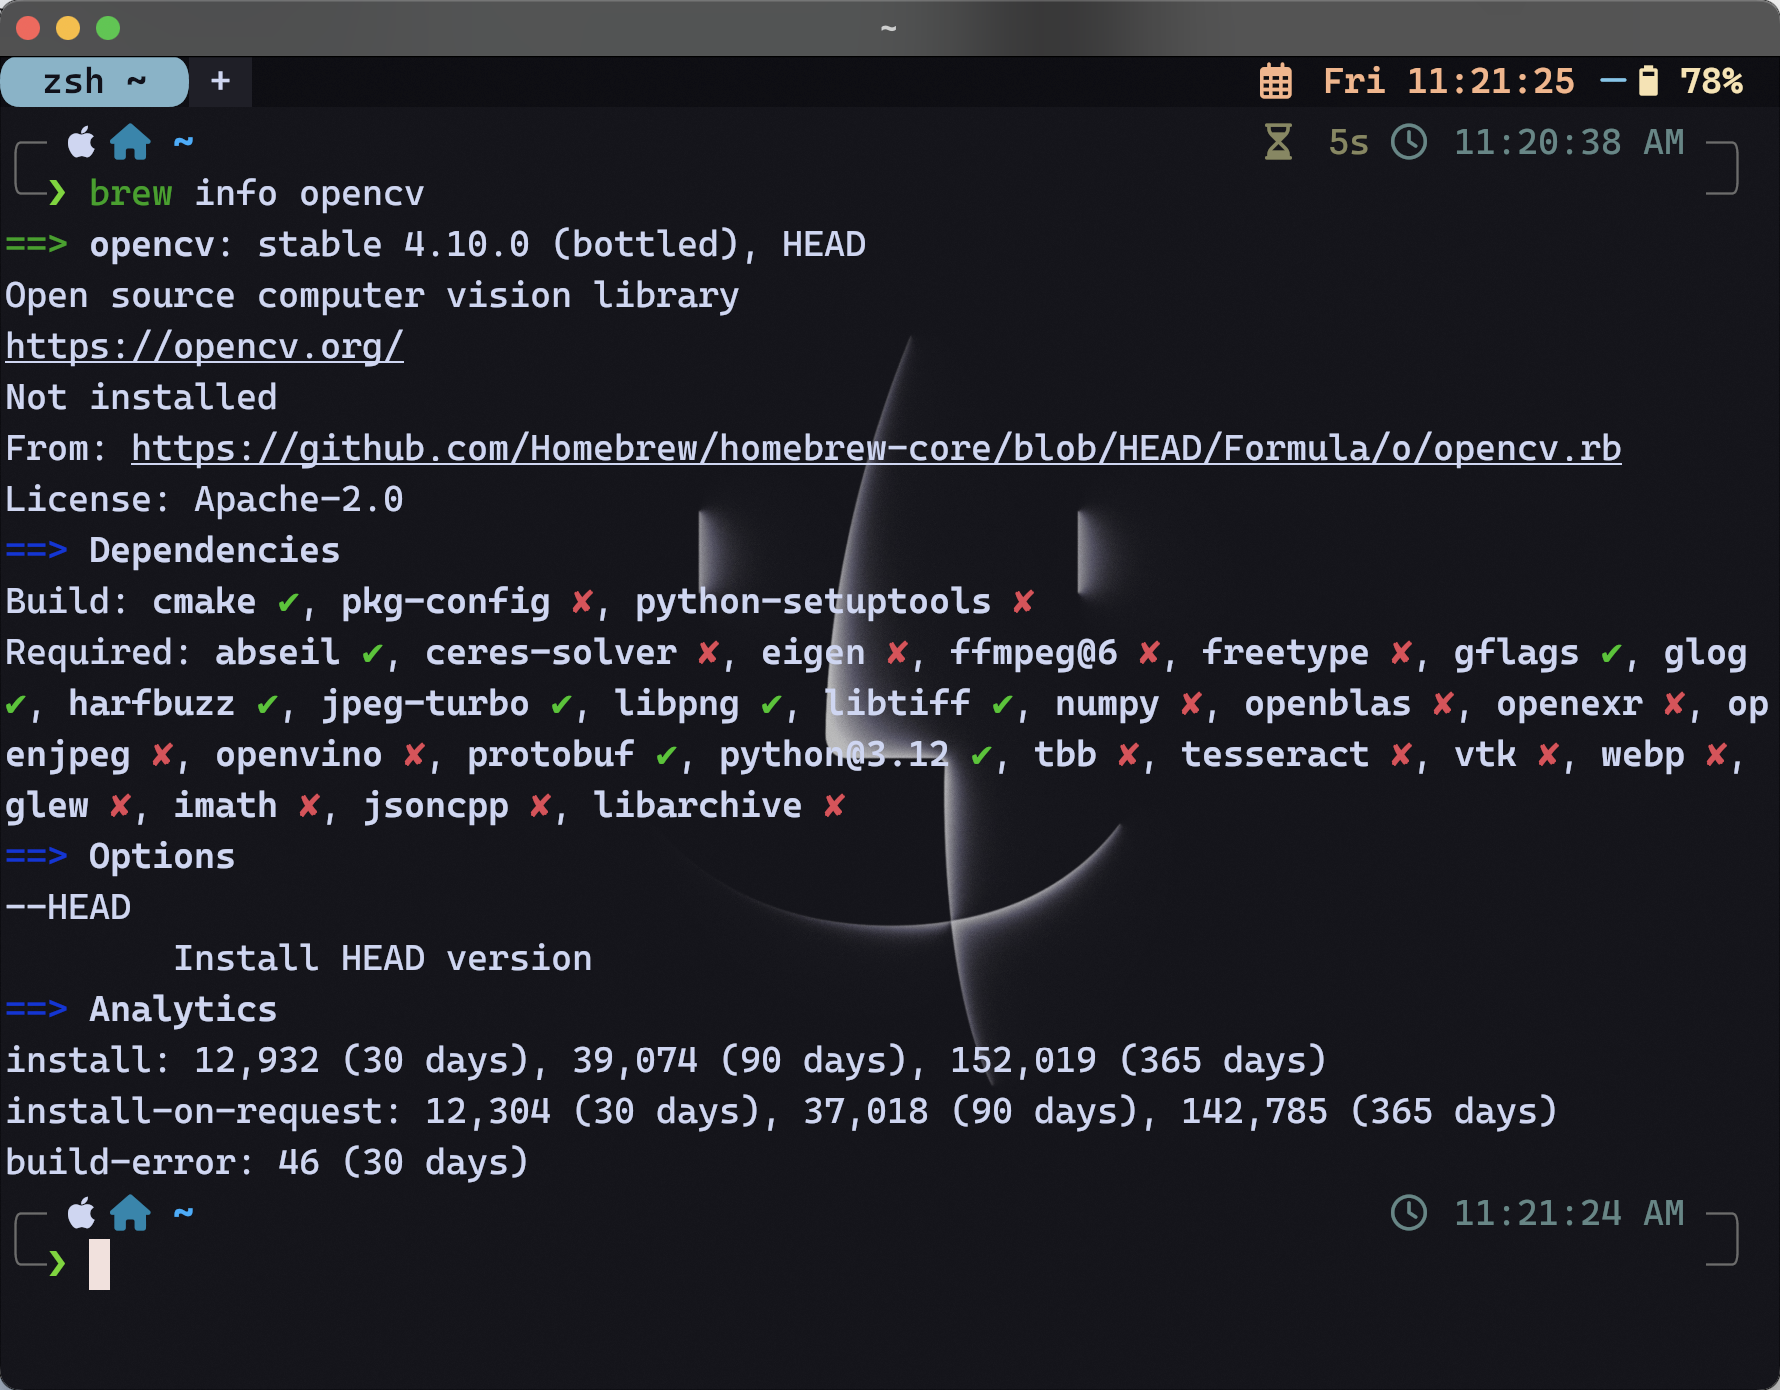 ~
zsh ~ + Fri 11:21:25 78%
~ 5s 11:20:38 AM
❯ brew info opencv
==> opencv: stable 4.10.0 (bottled), HEAD
Open source computer vision library
https://opencv.org/
Not installed
From: https://github.com/Homebrew/homebrew-core/blob/HEAD/Formula/o/opencv.rb
License: Apache-2.0
==> Dependencies
Build: cmake ✔, pkg-config ✘, python-setuptools ✘
Required: abseil ✔, ceres-solver ✘, eigen ✘, ffmpeg@6 ✘, freetype ✘, gflags ✔, glog
✔, harfbuzz ✔, jpeg-turbo ✔, libpng ✔, libtiff ✔, numpy ✘, openblas ✘, openexr ✘, op
enjpeg ✘, openvino ✘, protobuf ✔, python@3.12 ✔, tbb ✘, tesseract ✘, vtk ✘, webp ✘,
glew ✘, imath ✘, jsoncpp ✘, libarchive ✘
==> Options
--HEAD
Install HEAD version
==> Analytics
install: 12,932 (30 days), 39,074 (90 days), 152,019 (365 days)
install-on-request: 12,304 (30 days), 37,018 (90 days), 142,785 (365 days)
build-error: 46 (30 days)
~ 11:21:24 AM
❯